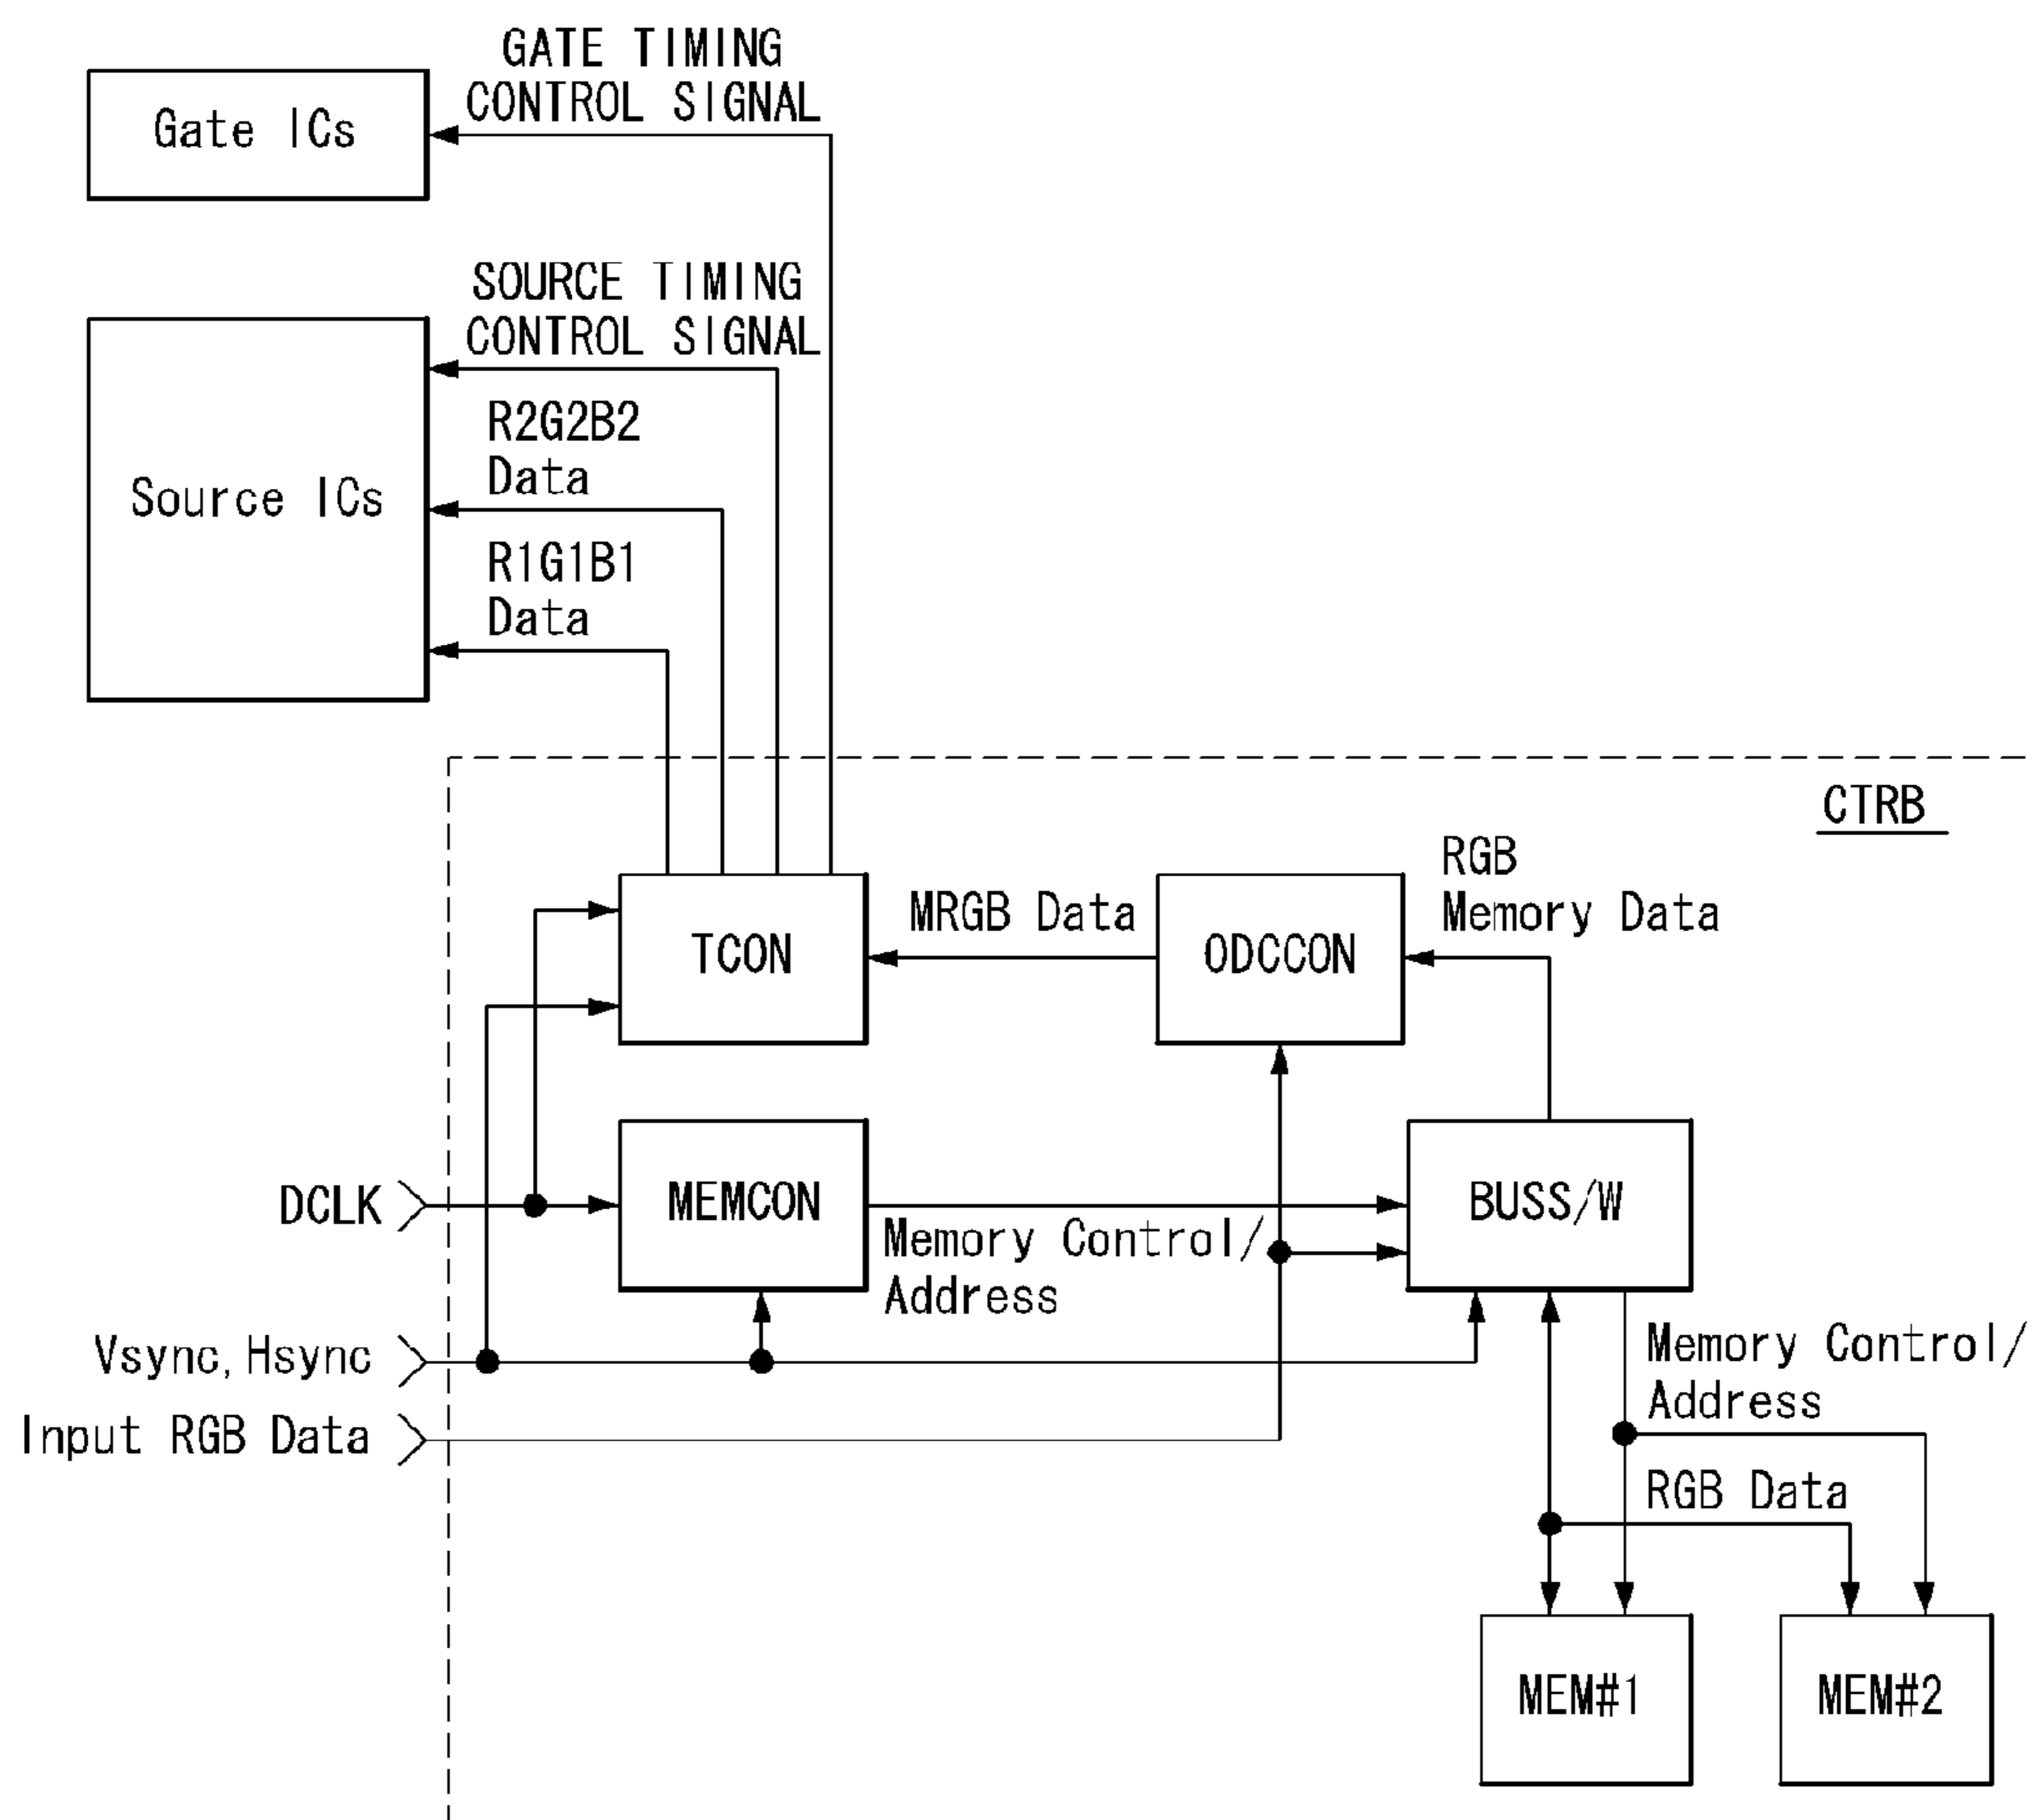 GATE TIMING
CONTROL SIGNAL
Gate ICs
SOURCE TIMING
CONTROL SIGNAL
R2G2B2
Data
Source ICs
R1G1B1
Data
CTRB
RGB
Memory Data
MRGB Data
TCON
ODCCON
DCLK
MEMCON
BUSS/W
Memory Control/
Address
Vsync, Hsync
Memory Control/
Address
Input RGB Data
RGB Data
MEM#1
MEM#2